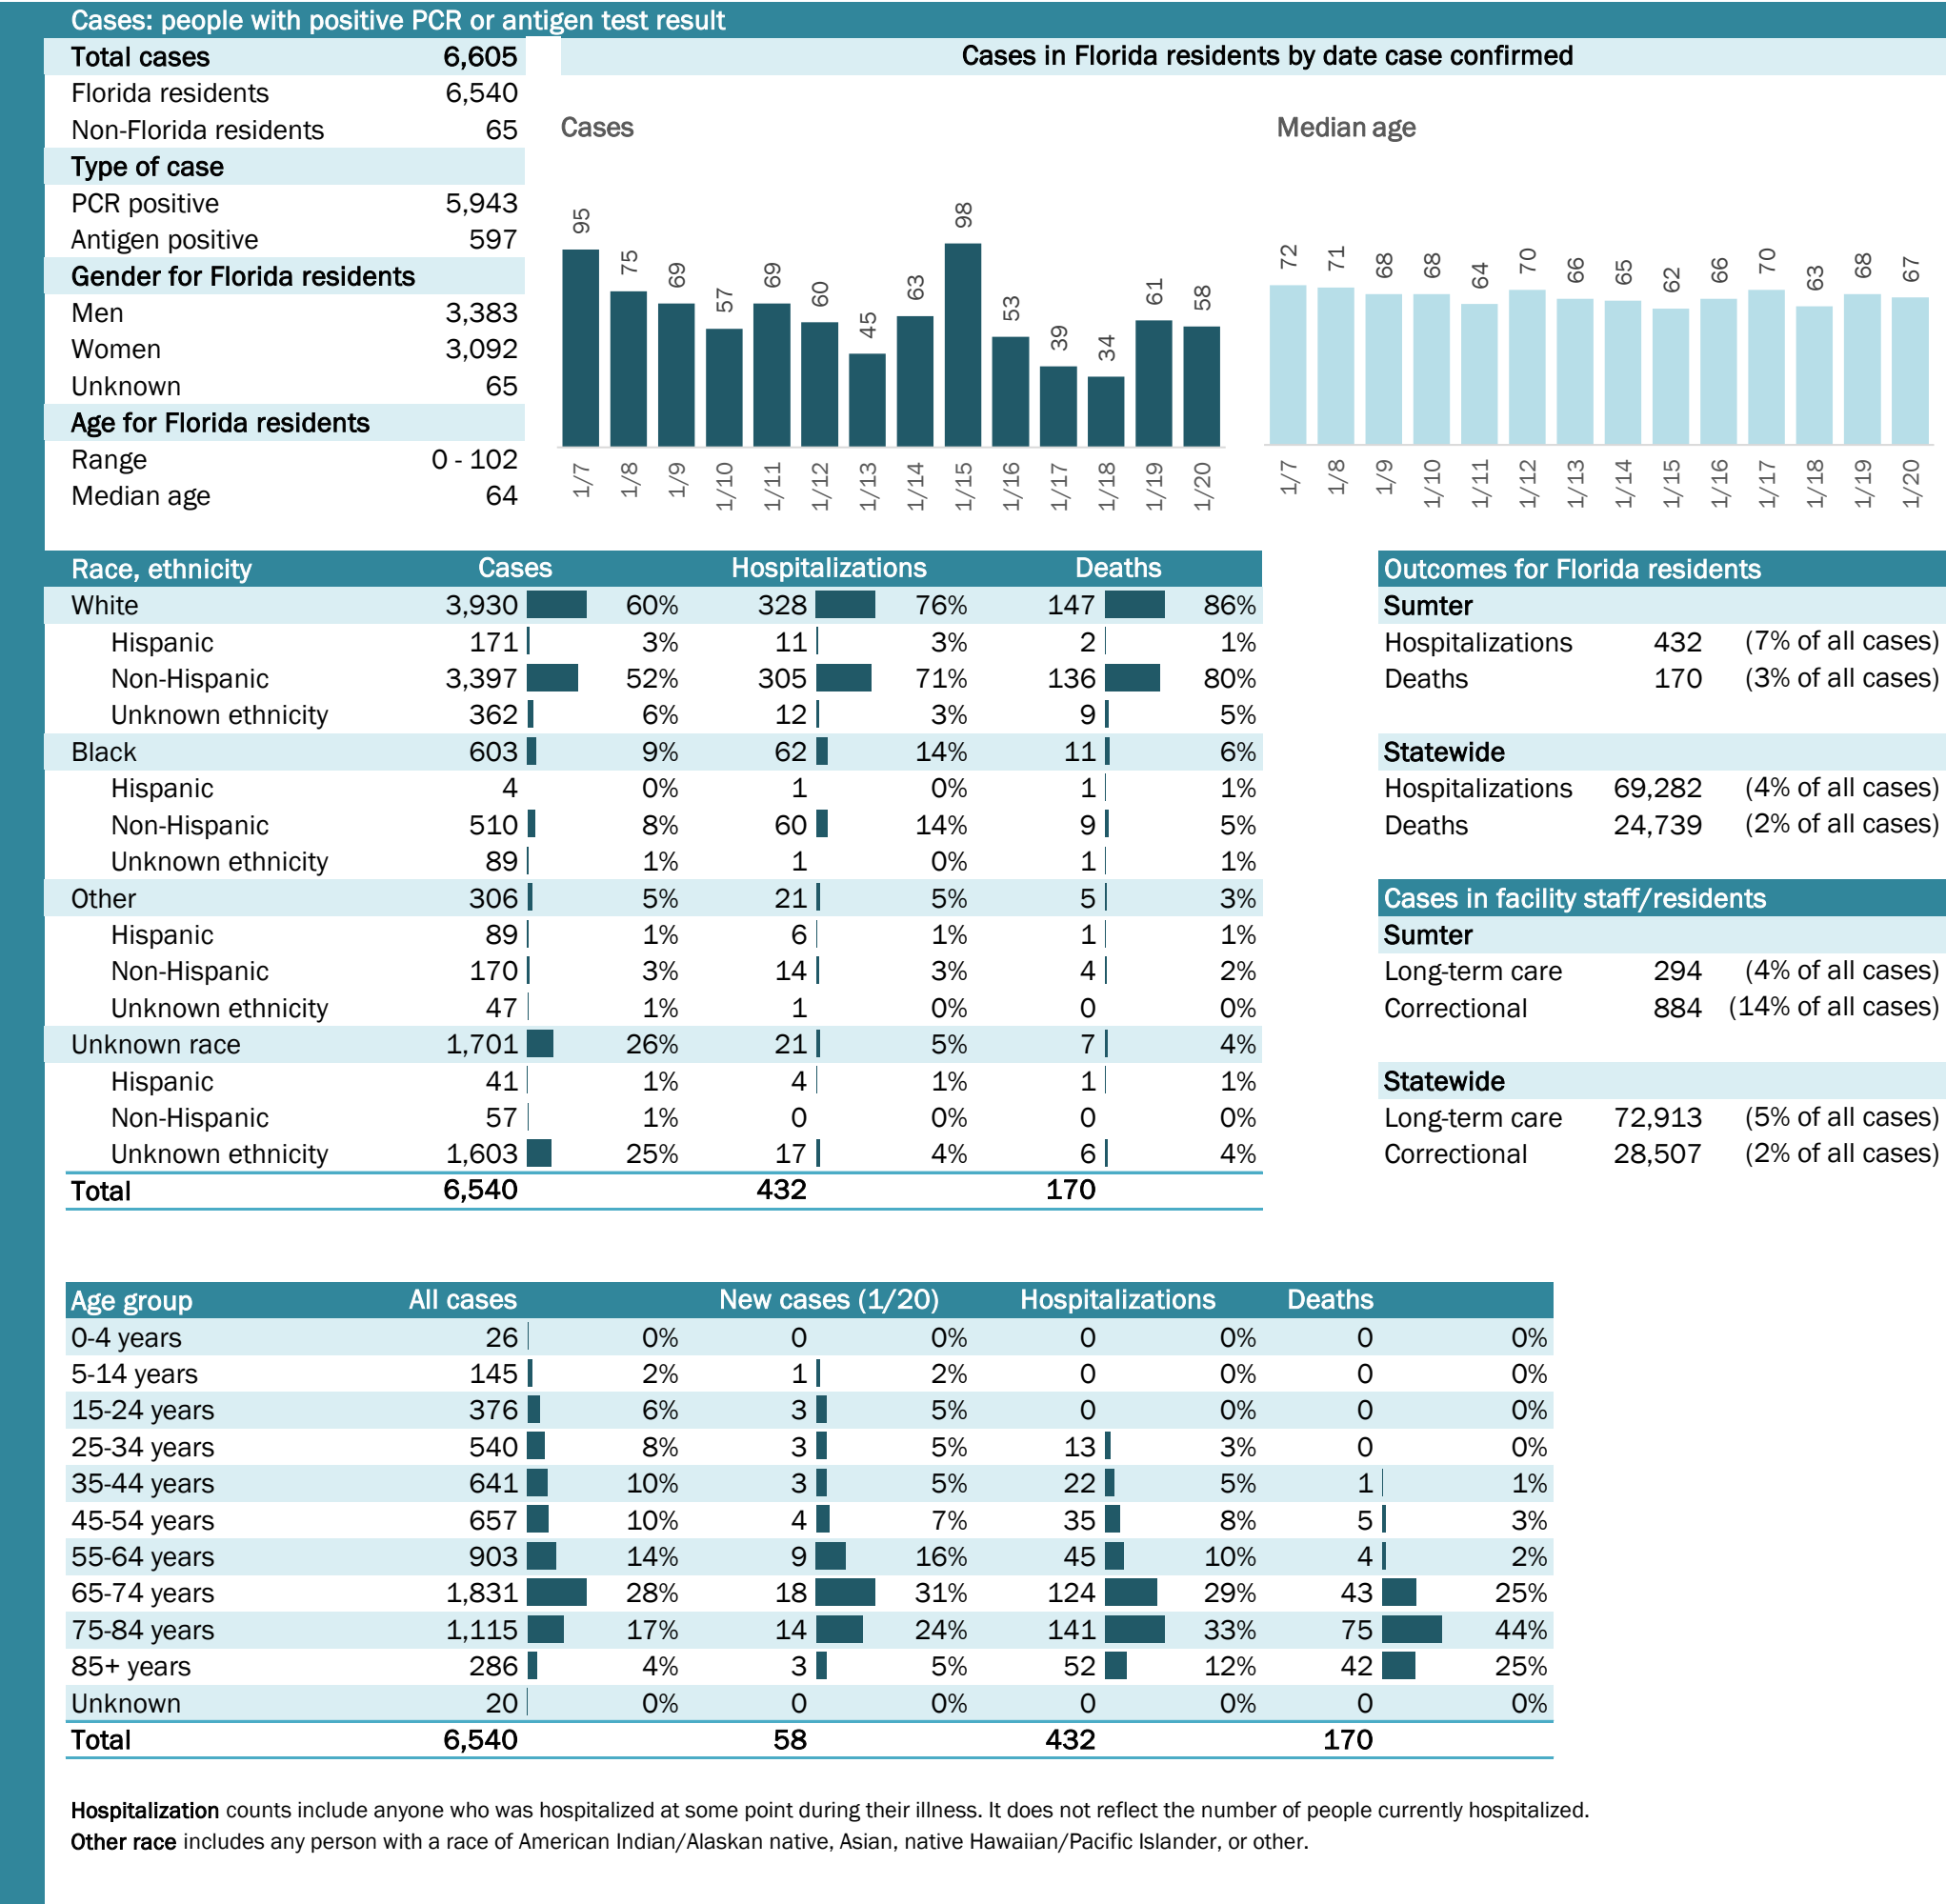 Cases: people with positive PCR or antigen test result
Total cases 6,605
Florida residents 6,540
Non-Florida residents 65
Type of case
PCR positive 5,943
Antigen positive 597
Gender for Florida residents
Men 3,383
Women 3,092
Unknown 65
Age for Florida residents
Range 0 - 102
Median age 64
Cases in Florida residents by date case confirmed
Cases
95 75 69 57 69 60 45 63 98 53 39 34 61 58
1/7 1/8 1/9 1/10 1/11 1/12 1/13 1/14 1/15 1/16 1/17 1/18 1/19 1/20
Median age
72 71 68 68 64 70 66 65 62 66 70 63 68 67
1/7 1/8 1/9 1/10 1/11 1/12 1/13 1/14 1/15 1/16 1/17 1/18 1/19 1/20
Race, ethnicity Cases Hospitalizations Deaths
White 3,930 60% 328 76% 147 86%
Hispanic 171 3% 11 3% 2 1%
Non-Hispanic 3,397 52% 305 71% 136 80%
Unknown ethnicity 362 6% 12 3% 9 5%
Black 603 9% 62 14% 11 6%
Hispanic 4 0% 1 0% 1 1%
Non-Hispanic 510 8% 60 14% 9 5%
Unknown ethnicity 89 1% 1 0% 1 1%
Other 306 5% 21 5% 5 3%
Hispanic 89 1% 6 1% 1 1%
Non-Hispanic 170 3% 14 3% 4 2%
Unknown ethnicity 47 1% 1 0% 0 0%
Unknown race 1,701 26% 21 5% 7 4%
Hispanic 41 1% 4 1% 1 1%
Non-Hispanic 57 1% 0 0% 0 0%
Unknown ethnicity 1,603 25% 17 4% 6 4%
Total 6,540 432 170
Outcomes for Florida residents
Sumter
Hospitalizations 432 (7% of all cases)
Deaths 170 (3% of all cases)
Statewide
Hospitalizations 69,282 (4% of all cases)
Deaths 24,739 (2% of all cases)
Cases in facility staff/residents
Sumter
Long-term care 294 (4% of all cases)
Correctional 884 (14% of all cases)
Statewide
Long-term care 72,913 (5% of all cases)
Correctional 28,507 (2% of all cases)
Age group All cases New cases (1/20) Hospitalizations Deaths
0-4 years 26 0% 0 0% 0 0% 0 0%
5-14 years 145 2% 1 2% 0 0% 0 0%
15-24 years 376 6% 3 5% 0 0% 0 0%
25-34 years 540 8% 3 5% 13 3% 0 0%
35-44 years 641 10% 3 5% 22 5% 1 1%
45-54 years 657 10% 4 7% 35 8% 5 3%
55-64 years 903 14% 9 16% 45 10% 4 2%
65-74 years 1,831 28% 18 31% 124 29% 43 25%
75-84 years 1,115 17% 14 24% 141 33% 75 44%
85+ years 286 4% 3 5% 52 12% 42 25%
Unknown 20 0% 0 0% 0 0% 0 0%
Total 6,540 58 432 170
Hospitalization counts include anyone who was hospitalized at some point during their illness. It does not reflect the number of people currently hospitalized.
Other race includes any person with a race of American Indian/Alaskan native, Asian, native Hawaiian/Pacific Islander, or other.